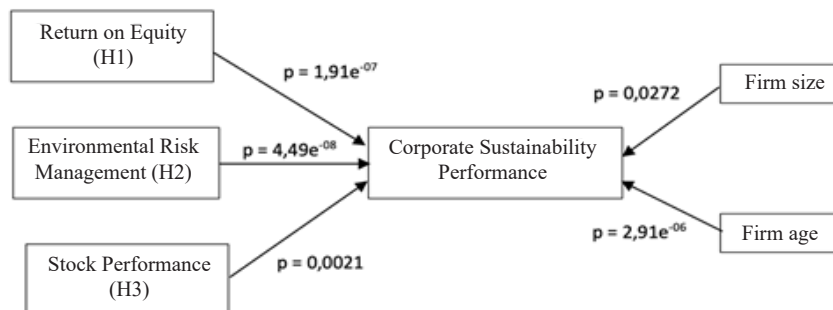 Return on Equity
(H1)
p = 1,91e⁻⁰⁷
Firm size
p = 0,0272
Environmental Risk
Management (H2)
p = 4,49e⁻⁰⁸
Corporate Sustainability
Performance
Stock Performance
(H3)
p = 0,0021
p = 2,91e⁻⁰⁶
Firm age